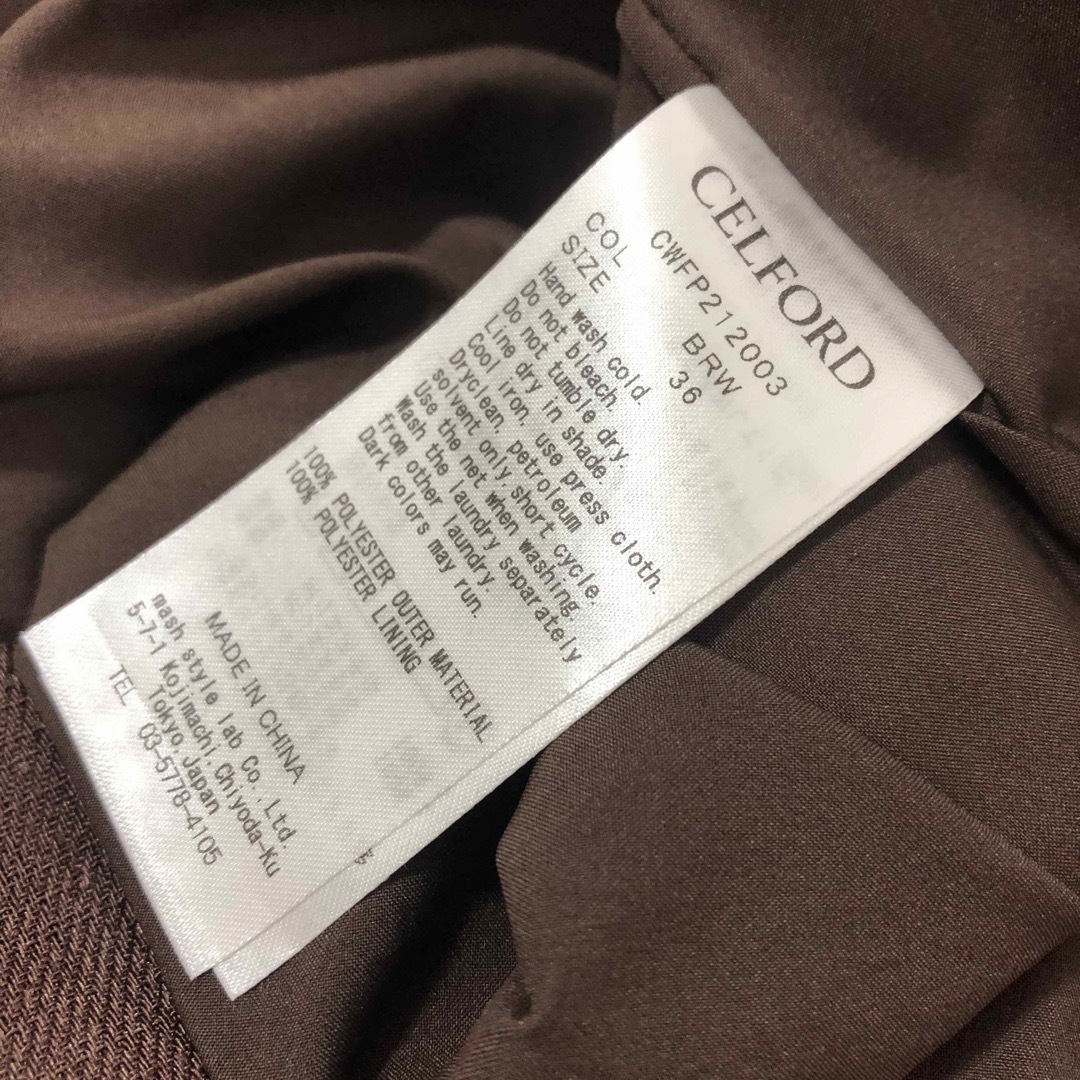 CELFORD
CWFP212003
COL BRW
SIZE 36
Hand wash cold.
Do not bleach.
Do not tumble dry.
Line dry in shade.
Cool iron, use press cloth.
Dryclean, petroleum
solvent only,short cycle.
Use the net when washing.
Wash the laundry separately
from other laundry.
Dark colors may run.
100% POLYESTER OUTER MATERIAL
100% POLYESTER LINING
MADE IN CHINA
mash style lab Co.,Ltd.
5-7-1 Kojimachi,Chiyoda-Ku
Tokyo,Japan
TEL 03-5778-4105